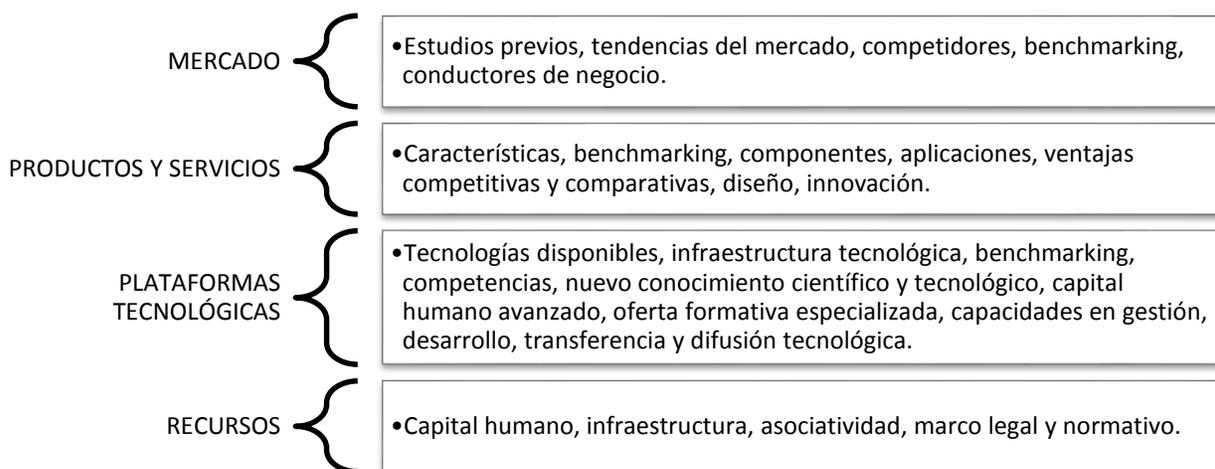 MERCADO
•Estudios previos, tendencias del mercado, competidores, benchmarking,
conductores de negocio.
PRODUCTOS Y SERVICIOS
•Características, benchmarking, componentes, aplicaciones, ventajas
competitivas y comparativas, diseño, innovación.
PLATAFORMAS
TECNOLÓGICAS
•Tecnologías disponibles, infraestructura tecnológica, benchmarking,
competencias, nuevo conocimiento científico y tecnológico, capital
humano avanzado, oferta formativa especializada, capacidades en gestión,
desarrollo, transferencia y difusión tecnológica.
RECURSOS
•Capital humano, infraestructura, asociatividad, marco legal y normativo.